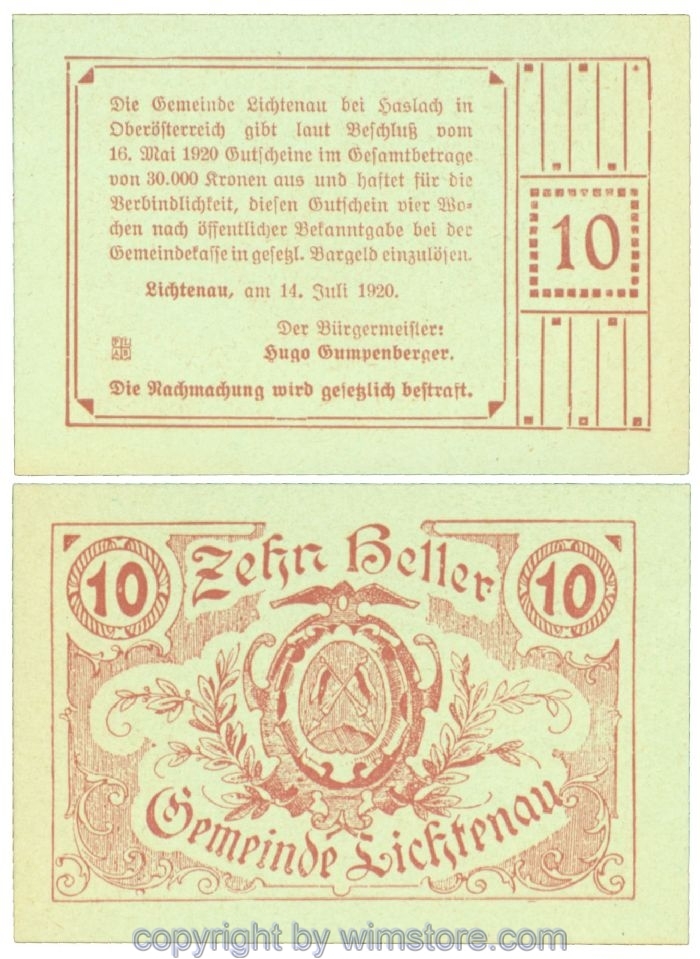 Die Gemeinde Lichtenau bei Haslach in
Oberösterreich gibt laut Beschluß vom
16. Mai 1920 Gutscheine im Gesamtbetrage
von 30.000 Kronen aus und haftet für die
Verbindlichkeit, diesen Gutschein vier Wo=
chen nach öffentlicher Bekanntgabe bei der
Gemeindekasse in gesetzl. Bargeld einzulösen.
Lichtenau, am 14. Juli 1920.
Der Bürgermeister:
Hugo Gumpenberger.
Die Nachmachung wird gesetzlich bestraft.
10
Zehn Heller
10
10
Gemeinde Lichtenau
copyright by wimstore.com